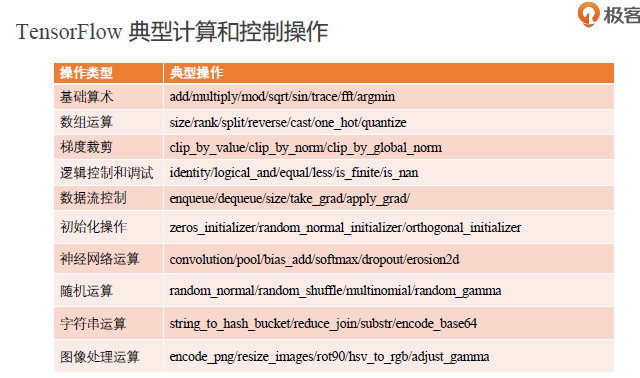 极客
TensorFlow 典型计算和控制操作
操作类型 典型操作
基础算术 add/multiply/mod/sqrt/sin/trace/fft/argmin
数组运算 size/rank/split/reverse/cast/one_hot/quantize
梯度裁剪 clip_by_value/clip_by_norm/clip_by_global_norm
逻辑控制和调试 identity/logical_and/equal/less/is_finite/is_nan
数据流控制 enqueue/dequeue/size/take_grad/apply_grad/
初始化操作 zeros_initializer/random_normal_initializer/orthogonal_initializer
神经网络运算 convolution/pool/bias_add/softmax/dropout/erosion2d
随机运算 random_normal/random_shuffle/multinomial/random_gamma
字符串运算 string_to_hash_bucket/reduce_join/substr/encode_base64
图像处理运算 encode_png/resize_images/rot90/hsv_to_rgb/adjust_gamma